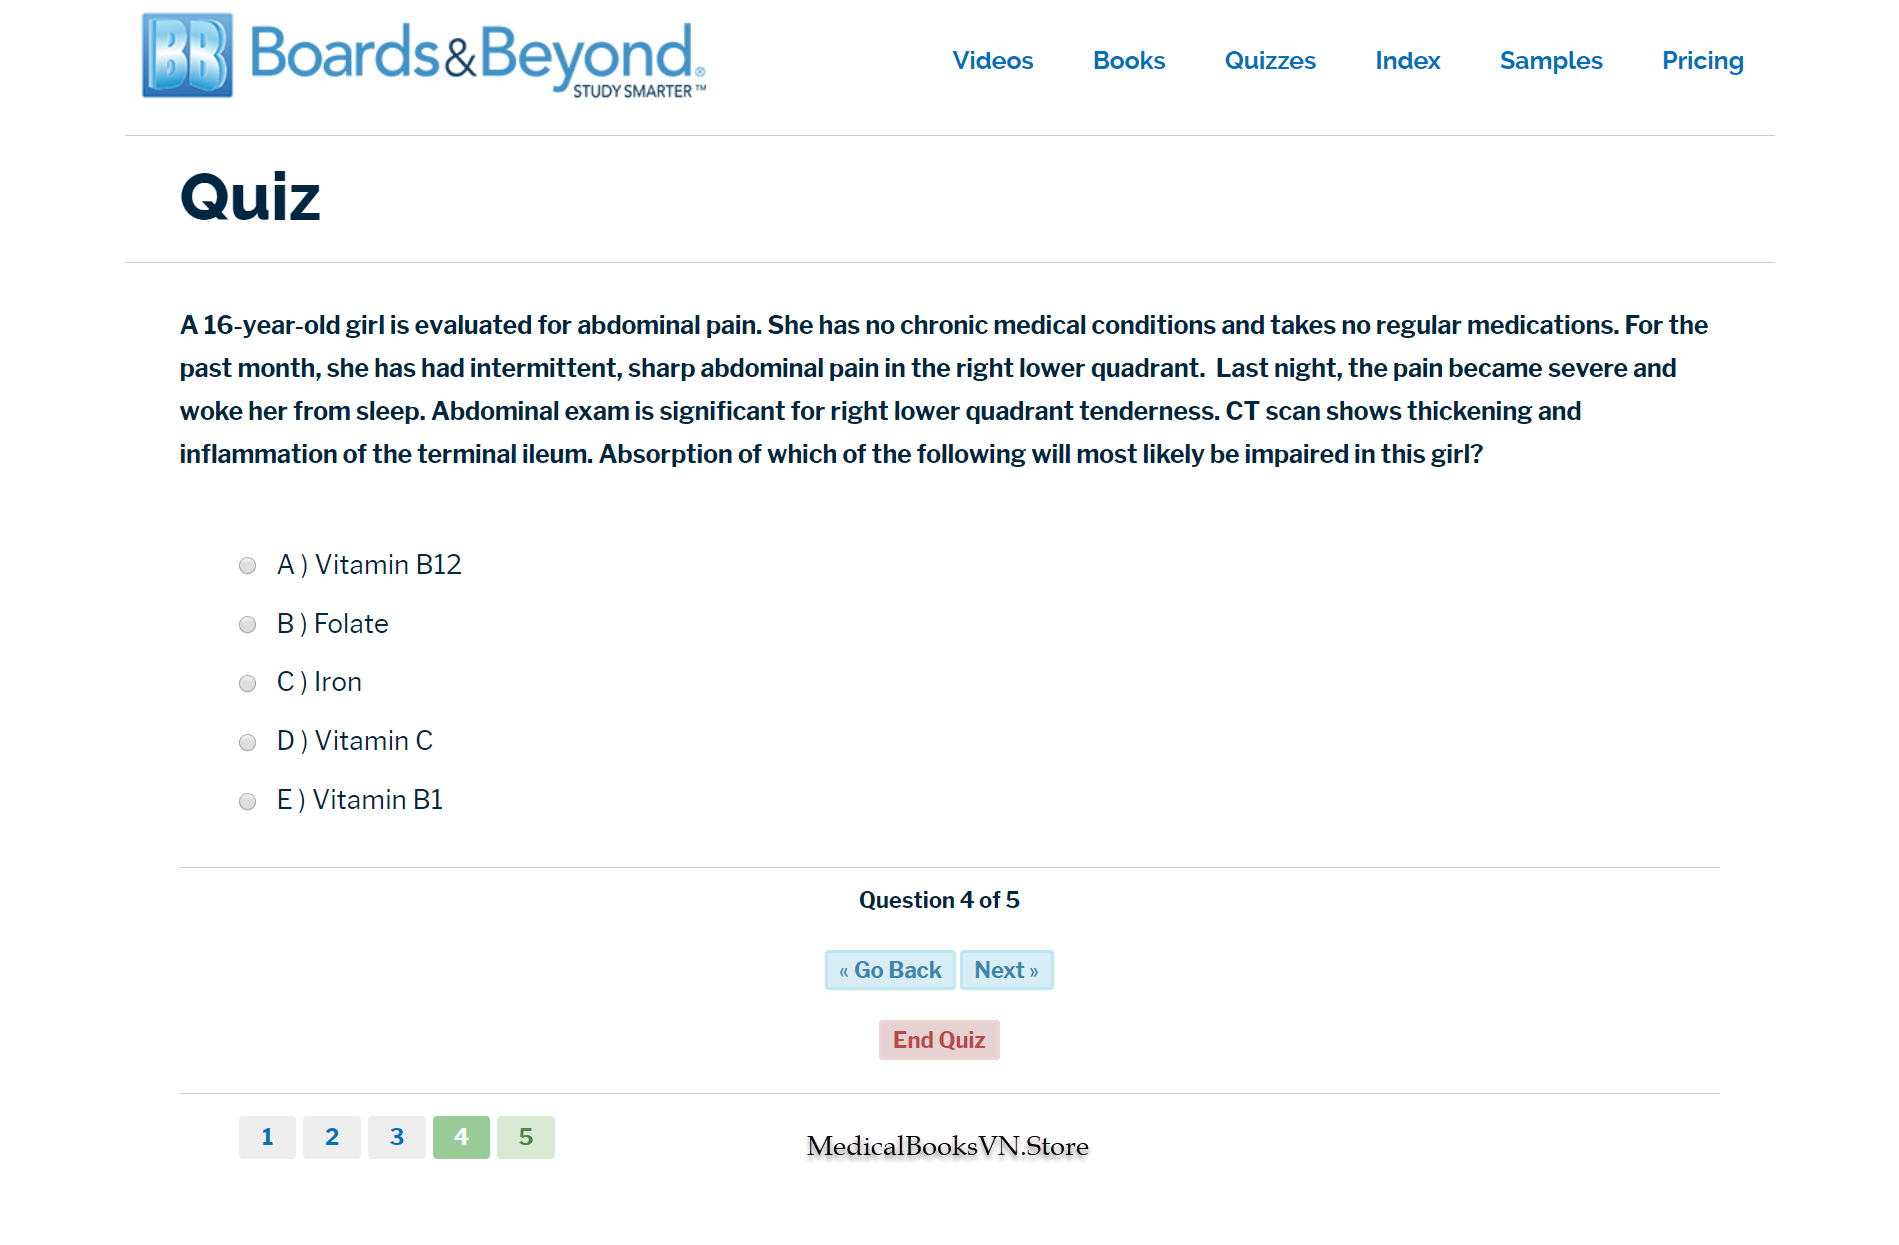 BB Boards&Beyond®
STUDY SMARTER™
Videos Books Quizzes Index Samples Pricing
Quiz
A 16-year-old girl is evaluated for abdominal pain. She has no chronic medical conditions and takes no regular medications. For the
past month, she has had intermittent, sharp abdominal pain in the right lower quadrant.  Last night, the pain became severe and
woke her from sleep. Abdominal exam is significant for right lower quadrant tenderness. CT scan shows thickening and
inflammation of the terminal ileum. Absorption of which of the following will most likely be impaired in this girl?
A ) Vitamin B12
B ) Folate
C ) Iron
D ) Vitamin C
E ) Vitamin B1
Question 4 of 5
« Go Back Next »
End Quiz
1 2 3 4 5
MedicalBooksVN.Store